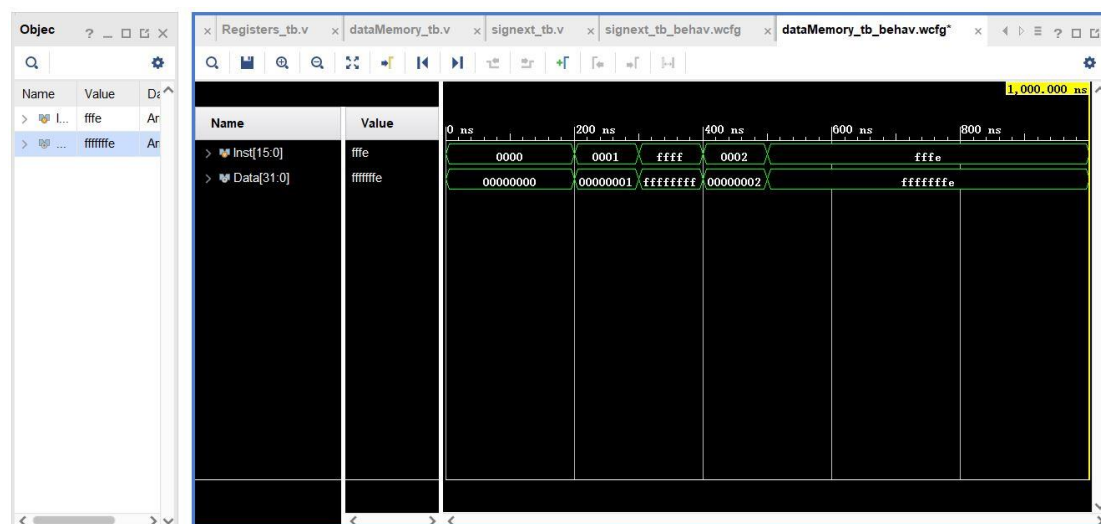 Objec ? _ □ X
Registers_tb.v × dataMemory_tb.v × signext_tb.v × signext_tb_behav.wcfg × dataMemory_tb_behav.wcfg* × ?
Name Value Da
> I... fffe Ar
> ... fffffffe Ar
1,000.000 ns
Name Value
0 ns 200 ns 400 ns 600 ns 800 ns
> Inst[15:0] fffe 0000 0001 ffff 0002 fffe
> Data[31:0] fffffffe 00000000 00000001 ffffffff 00000002 fffffffe